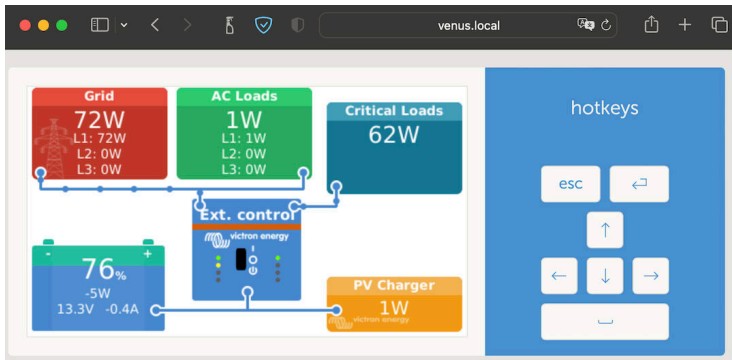 venus.local
Grid
72W
L1: 72W
L2: 0W
L3: 0W
AC Loads
1W
L1: 1W
L2: 0W
L3: 0W
Critical Loads
62W
Ext. control
victron energy
- +
76%
-5W
13.3V -0.4A
PV Charger
1W
victron energy
hotkeys
esc